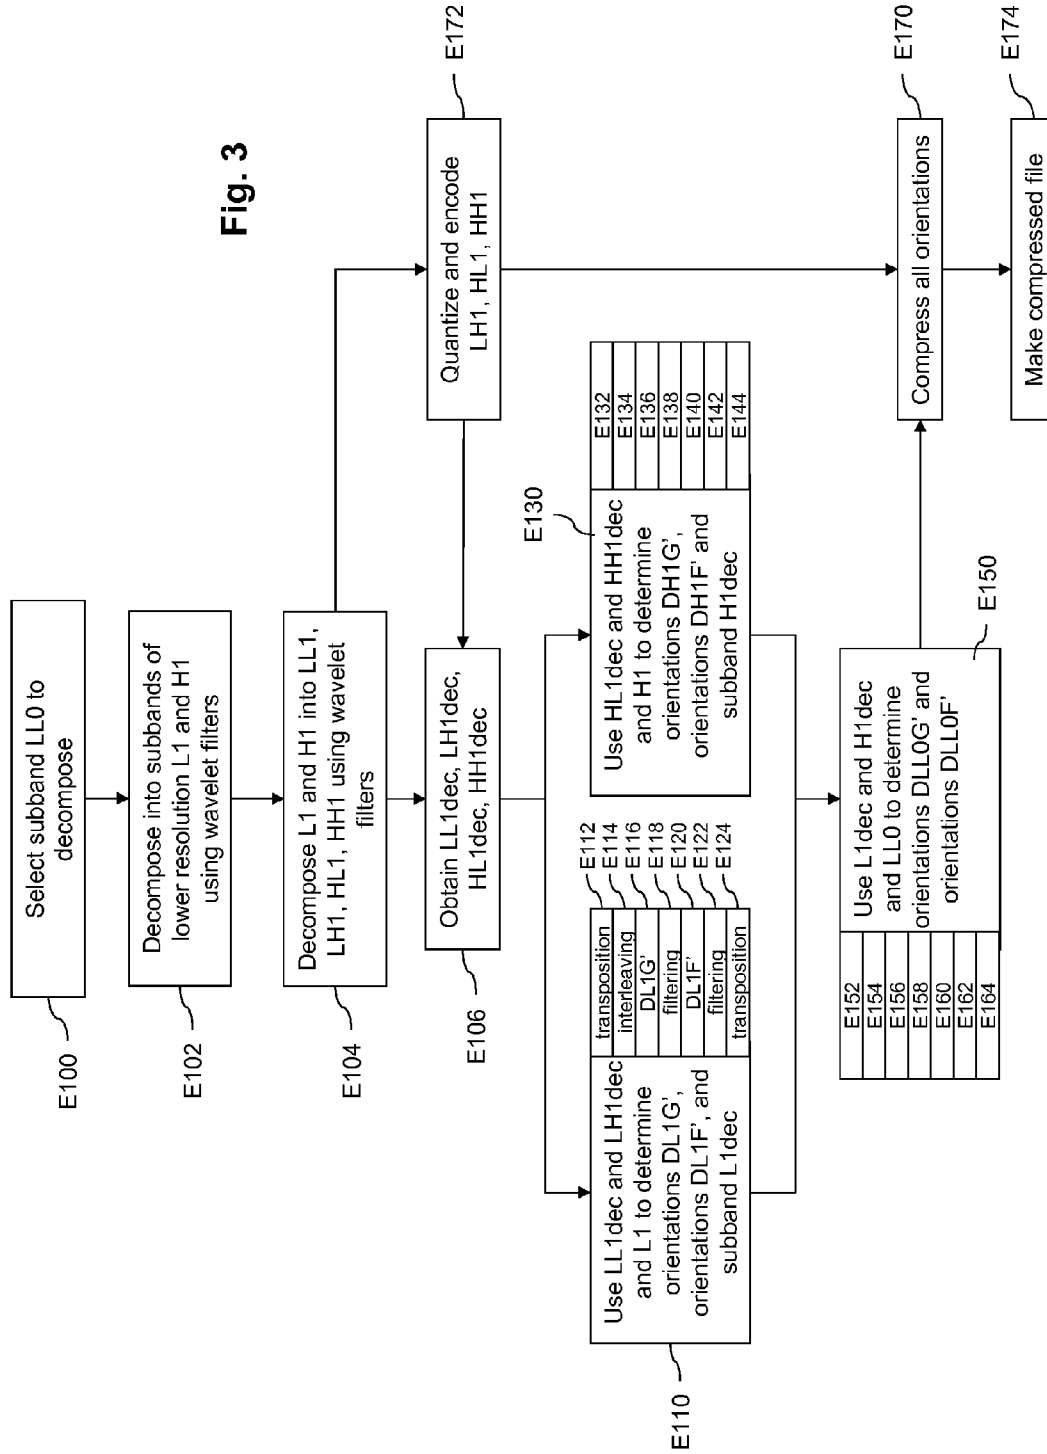 Fig. 3
Select subband LL0 to
decompose
E100
Decompose into subbands of
lower resolution L1 and H1
using wavelet filters
E102
Decompose L1 and H1 into LL1,
LH1, HL1, HH1 using wavelet
filters
E104
Quantize and encode
LH1, HL1, HH1
E172
Obtain LL1dec, LH1dec,
HL1dec, HH1dec
E106
Use LL1dec and LH1dec
and L1 to determine
orientations DL1G',
orientations DL1F', and
subband L1dec
E110
transposition
interleaving
DL1G'
filtering
DL1F'
filtering
transposition
E112
E114
E116
E118
E120
E122
E124
Use HL1dec and HH1dec
and H1 to determine
orientations DH1G',
orientations DH1F' and
subband H1dec
E130
E132
E134
E136
E138
E140
E142
E144
E152
E154
E156
E158
E160
E162
E164
Use L1dec and H1dec
and LL0 to determine
orientations DLL0G' and
orientations DLL0F'
E150
Compress all orientations
E170
Make compressed file
E174